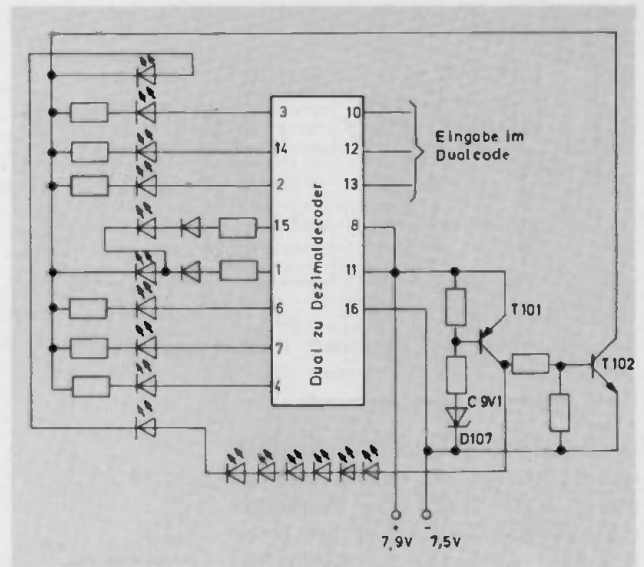 3
14
2
15
1
6
7
4
Dual zu Dezimaldecoder
10
12
13
8
11
16
Eingabe im
Dualcode
T101
T102
C9V1
D107
+ -
7,9V 7,5V